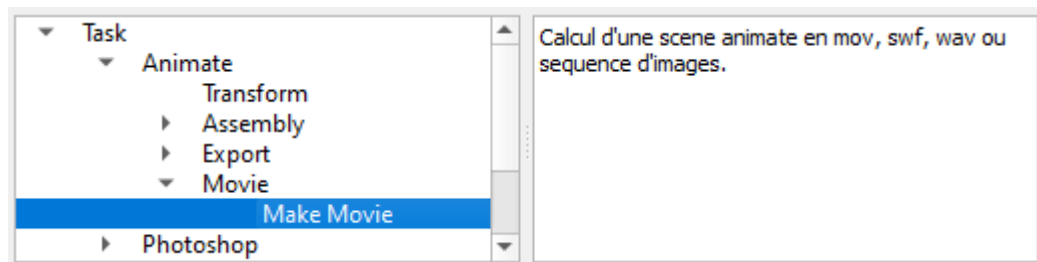 Task
Animate
Transform
Assembly
Export
Movie
Make Movie
Photoshop
Calcul d'une scene animate en mov, swf, wav ou
sequence d'images.